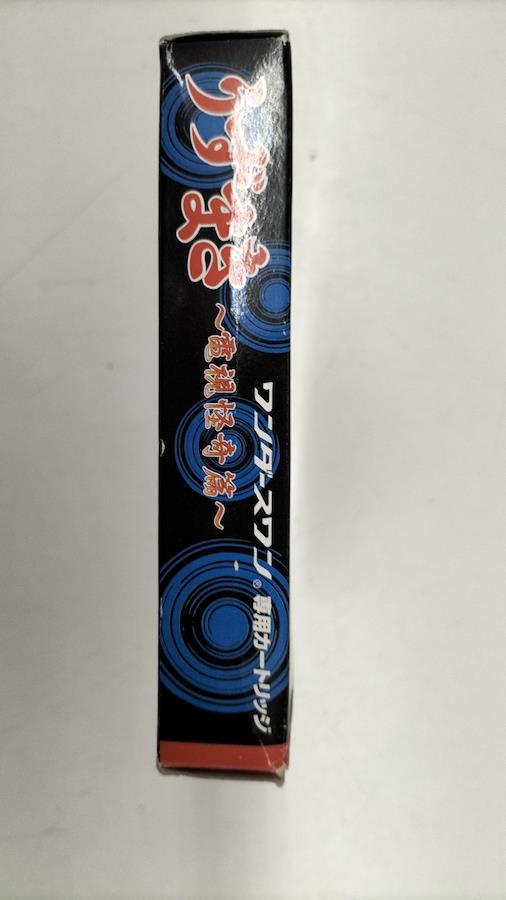 うずまき
～電視怪奇篇～
ワンダースワン® 専用カートリッジ